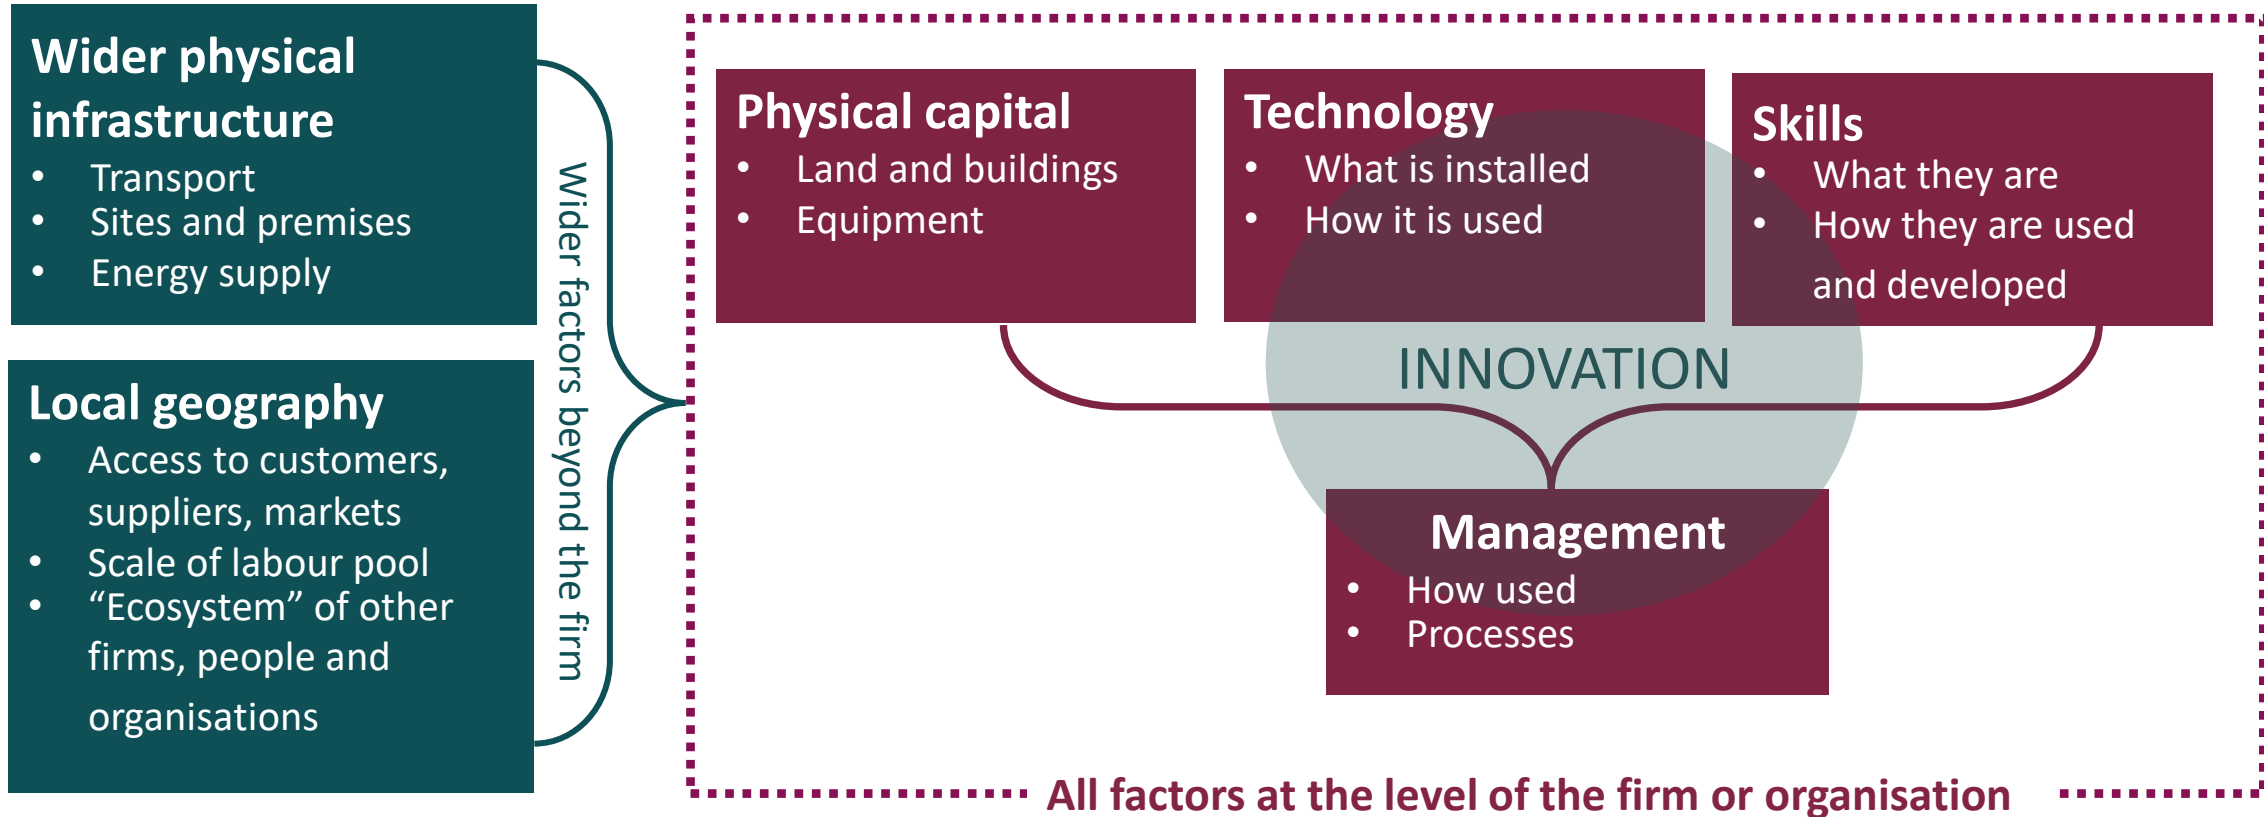 Wider physical
infrastructure
• Transport
• Sites and premises
• Energy supply
Local geography
• Access to customers,
suppliers, markets
• Scale of labour pool
• “Ecosystem” of other
firms, people and
organisations
Wider factors beyond the firm
Physical capital
• Land and buildings
• Equipment
Technology
• What is installed
• How it is used
Skills
• What they are
• How they are used
and developed
INNOVATION
Management
• How used
• Processes
All factors at the level of the firm or organisation